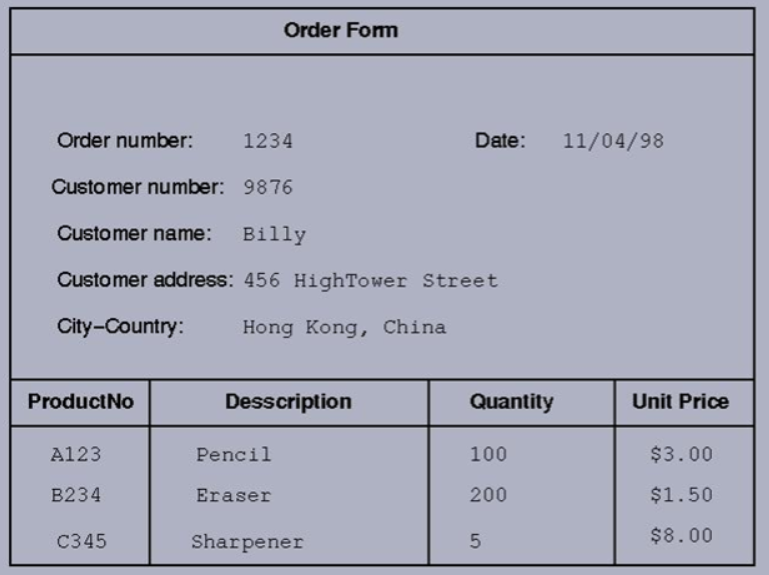 Order Form
Order number: 1234 Date: 11/04/98
Customer number: 9876
Customer name: Billy
Customer address: 456 HighTower Street
City-Country: Hong Kong, China
ProductNo Desscription Quantity Unit Price
A123 Pencil 100 $3.00
B234 Eraser 200 $1.50
C345 Sharpener 5 $8.00